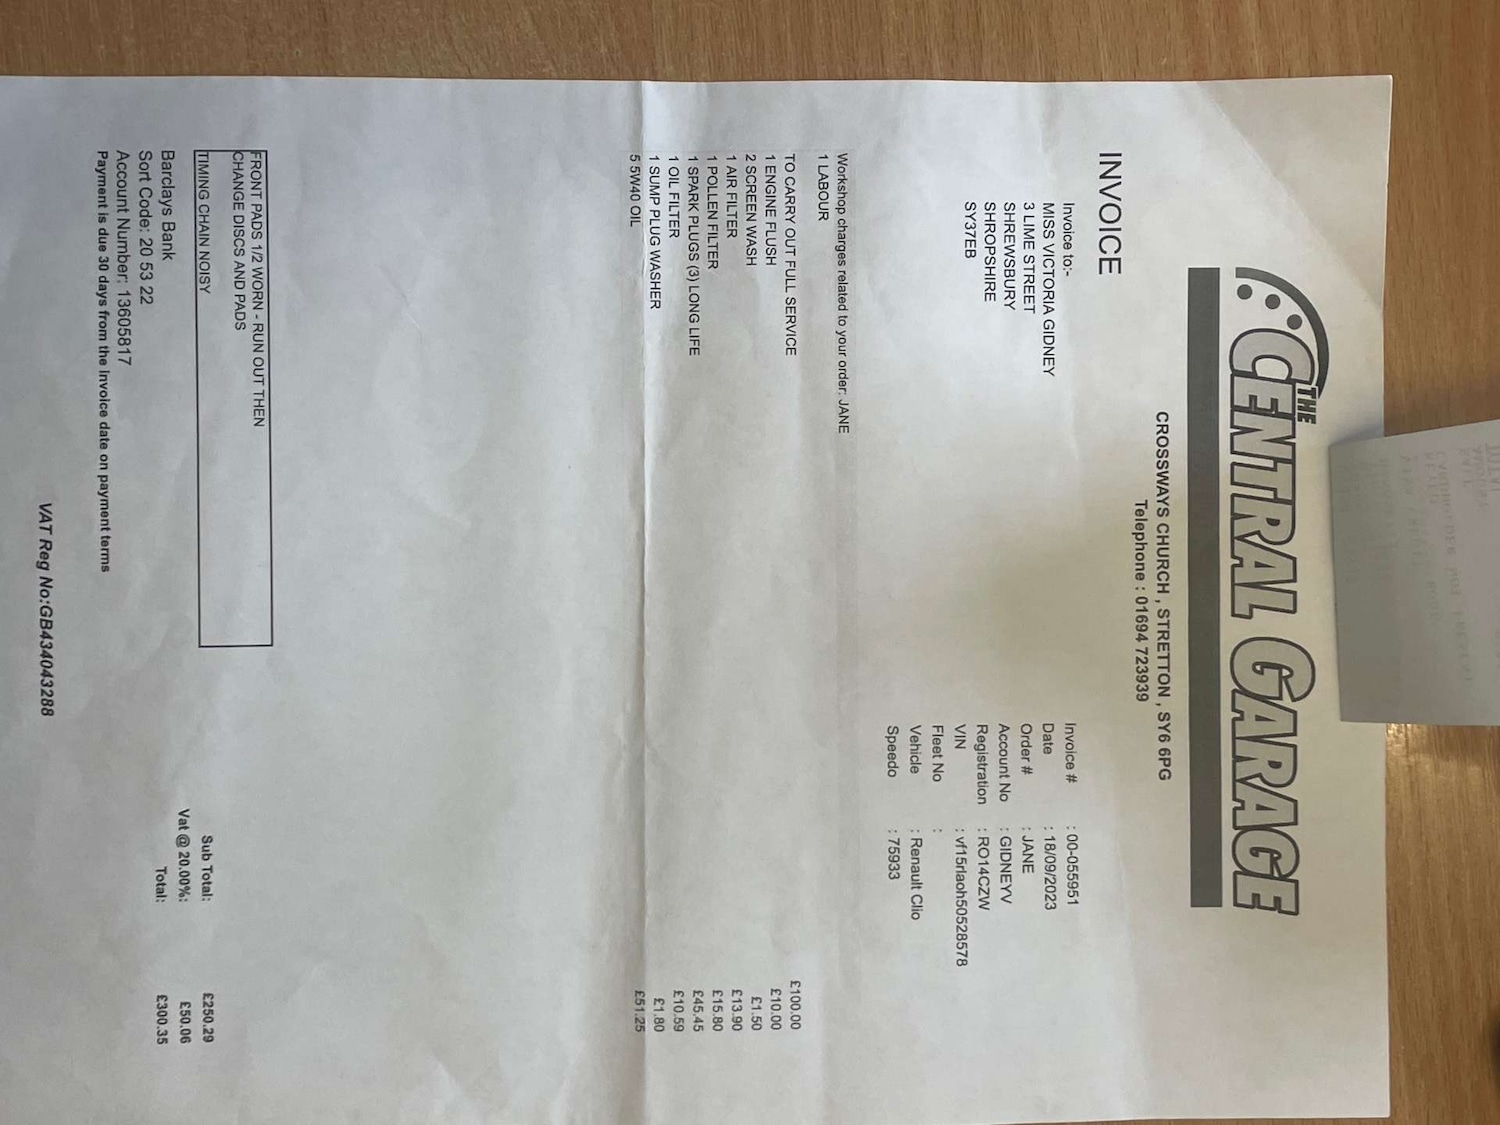 THE CENTRAL GARAGE
CROSSWAYS CHURCH , STRETTON , SY6 6PG
Telephone : 01694 723939
INVOICE
Invoice to:-
MISS VICTORIA GIDNEY
3 LIME STREET
SHREWSBURY
SHROPSHIRE
SY37EB
Invoice # : 00-055951
Date : 18/09/2023
Order # : JANE
Account No : GIDNEYV
Registration : RO14CZW
VIN : vf15rlaoh50528578
Fleet No :
Vehicle : Renault Clio
Speedo : 75933
Workshop charges related to your order: JANE
1 LABOUR
TO CARRY OUT FULL SERVICE £100.00
1 ENGINE FLUSH £10.00
2 SCREEN WASH £1.50
1 AIR FILTER £13.90
1 POLLEN FILTER £15.80
1 SPARK PLUGS (3) LONG LIFE £45.45
1 OIL FILTER £10.59
1 SUMP PLUG WASHER £1.80
5 5W40 OIL £51.25
FRONT PADS 1/2 WORN - RUN OUT THEN
CHANGE DISCS AND PADS
TIMING CHAIN NOISY
Sub Total: £250.29
Vat @ 20.00%: £50.06
Total: £300.35
Barclays Bank
Sort Code: 20 53 22
Account Number: 13605817
Payment is due 30 days from the invoice date on payment terms
VAT Reg No:GB434043288